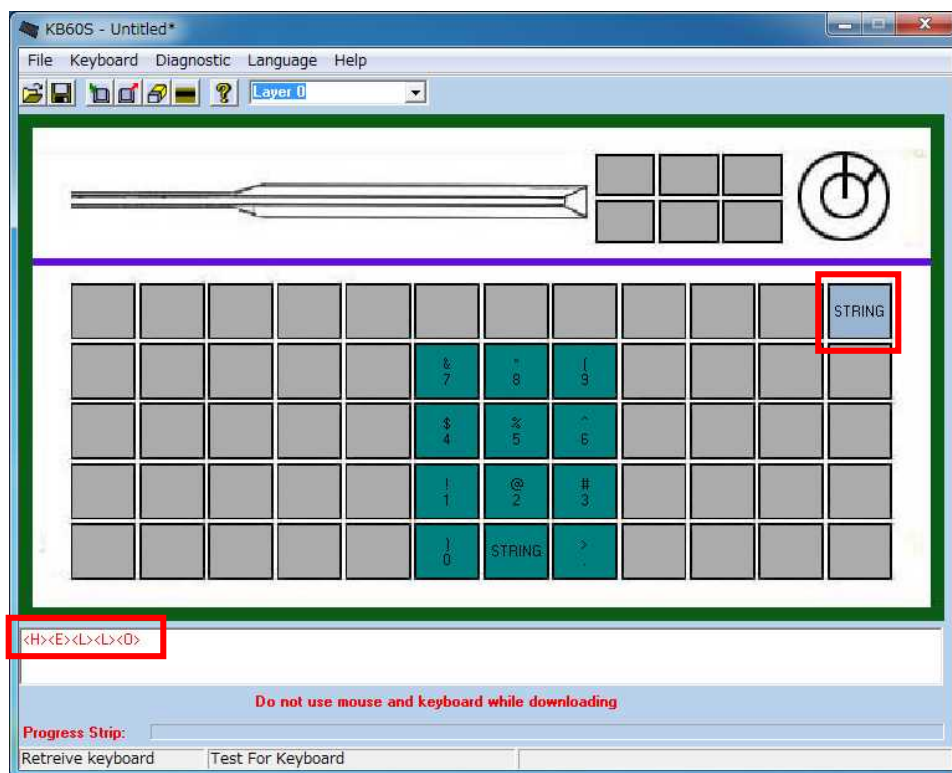 KB60S - Untitled*
File Keyboard Diagnostic Language Help
Layer 0
STRING
& * (
7 8 9
$ % ^
4 5 6
! @ #
1 2 3
) STRING >
0 .
<H><E><L><L><O>
Do not use mouse and keyboard while downloading
Progress Strip:
Retreive keyboard Test For Keyboard